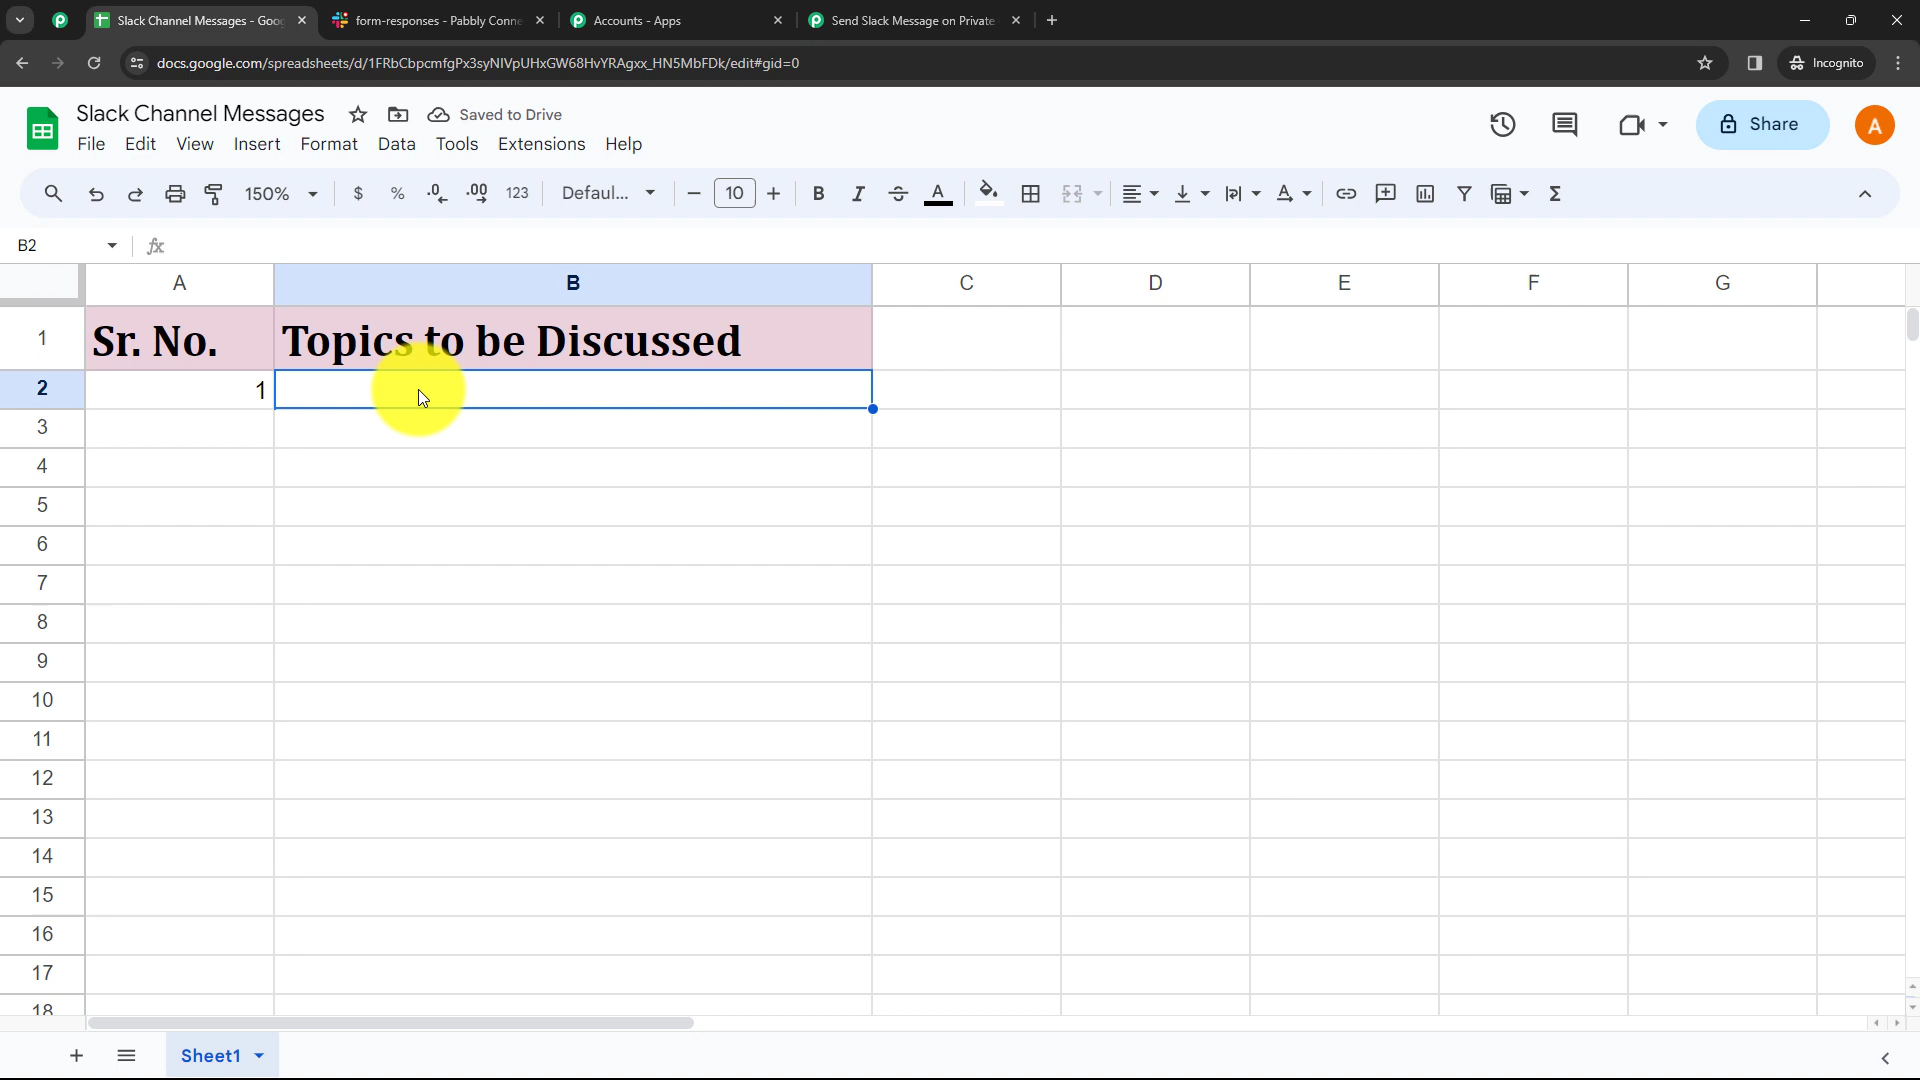 Slack Channel Messages - Goo
form-responses - Pabbly Conne
Accounts - Apps
Send Slack Message on Private
docs.google.com/spreadsheets/d/1FRbCbpcmfgPx3syNIVpUHxGW68HvYRAgxx_HN5MbFDk/edit#gid=0
Incognito
Slack Channel Messages
Saved to Drive
File Edit View Insert Format Data Tools Extensions Help
Share
A
150%
$ % .0 .00 123
Defaul...
10
B I S A
B2
fx
A B C D E F G
1 Sr. No. Topics to be Discussed
2 1
3
4
5
6
7
8
9
10
11
12
13
14
15
16
17
18
Sheet1